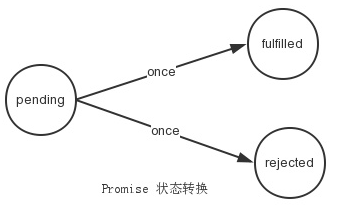 fulfilled
once
pending
once
rejected
Promise 状态转换